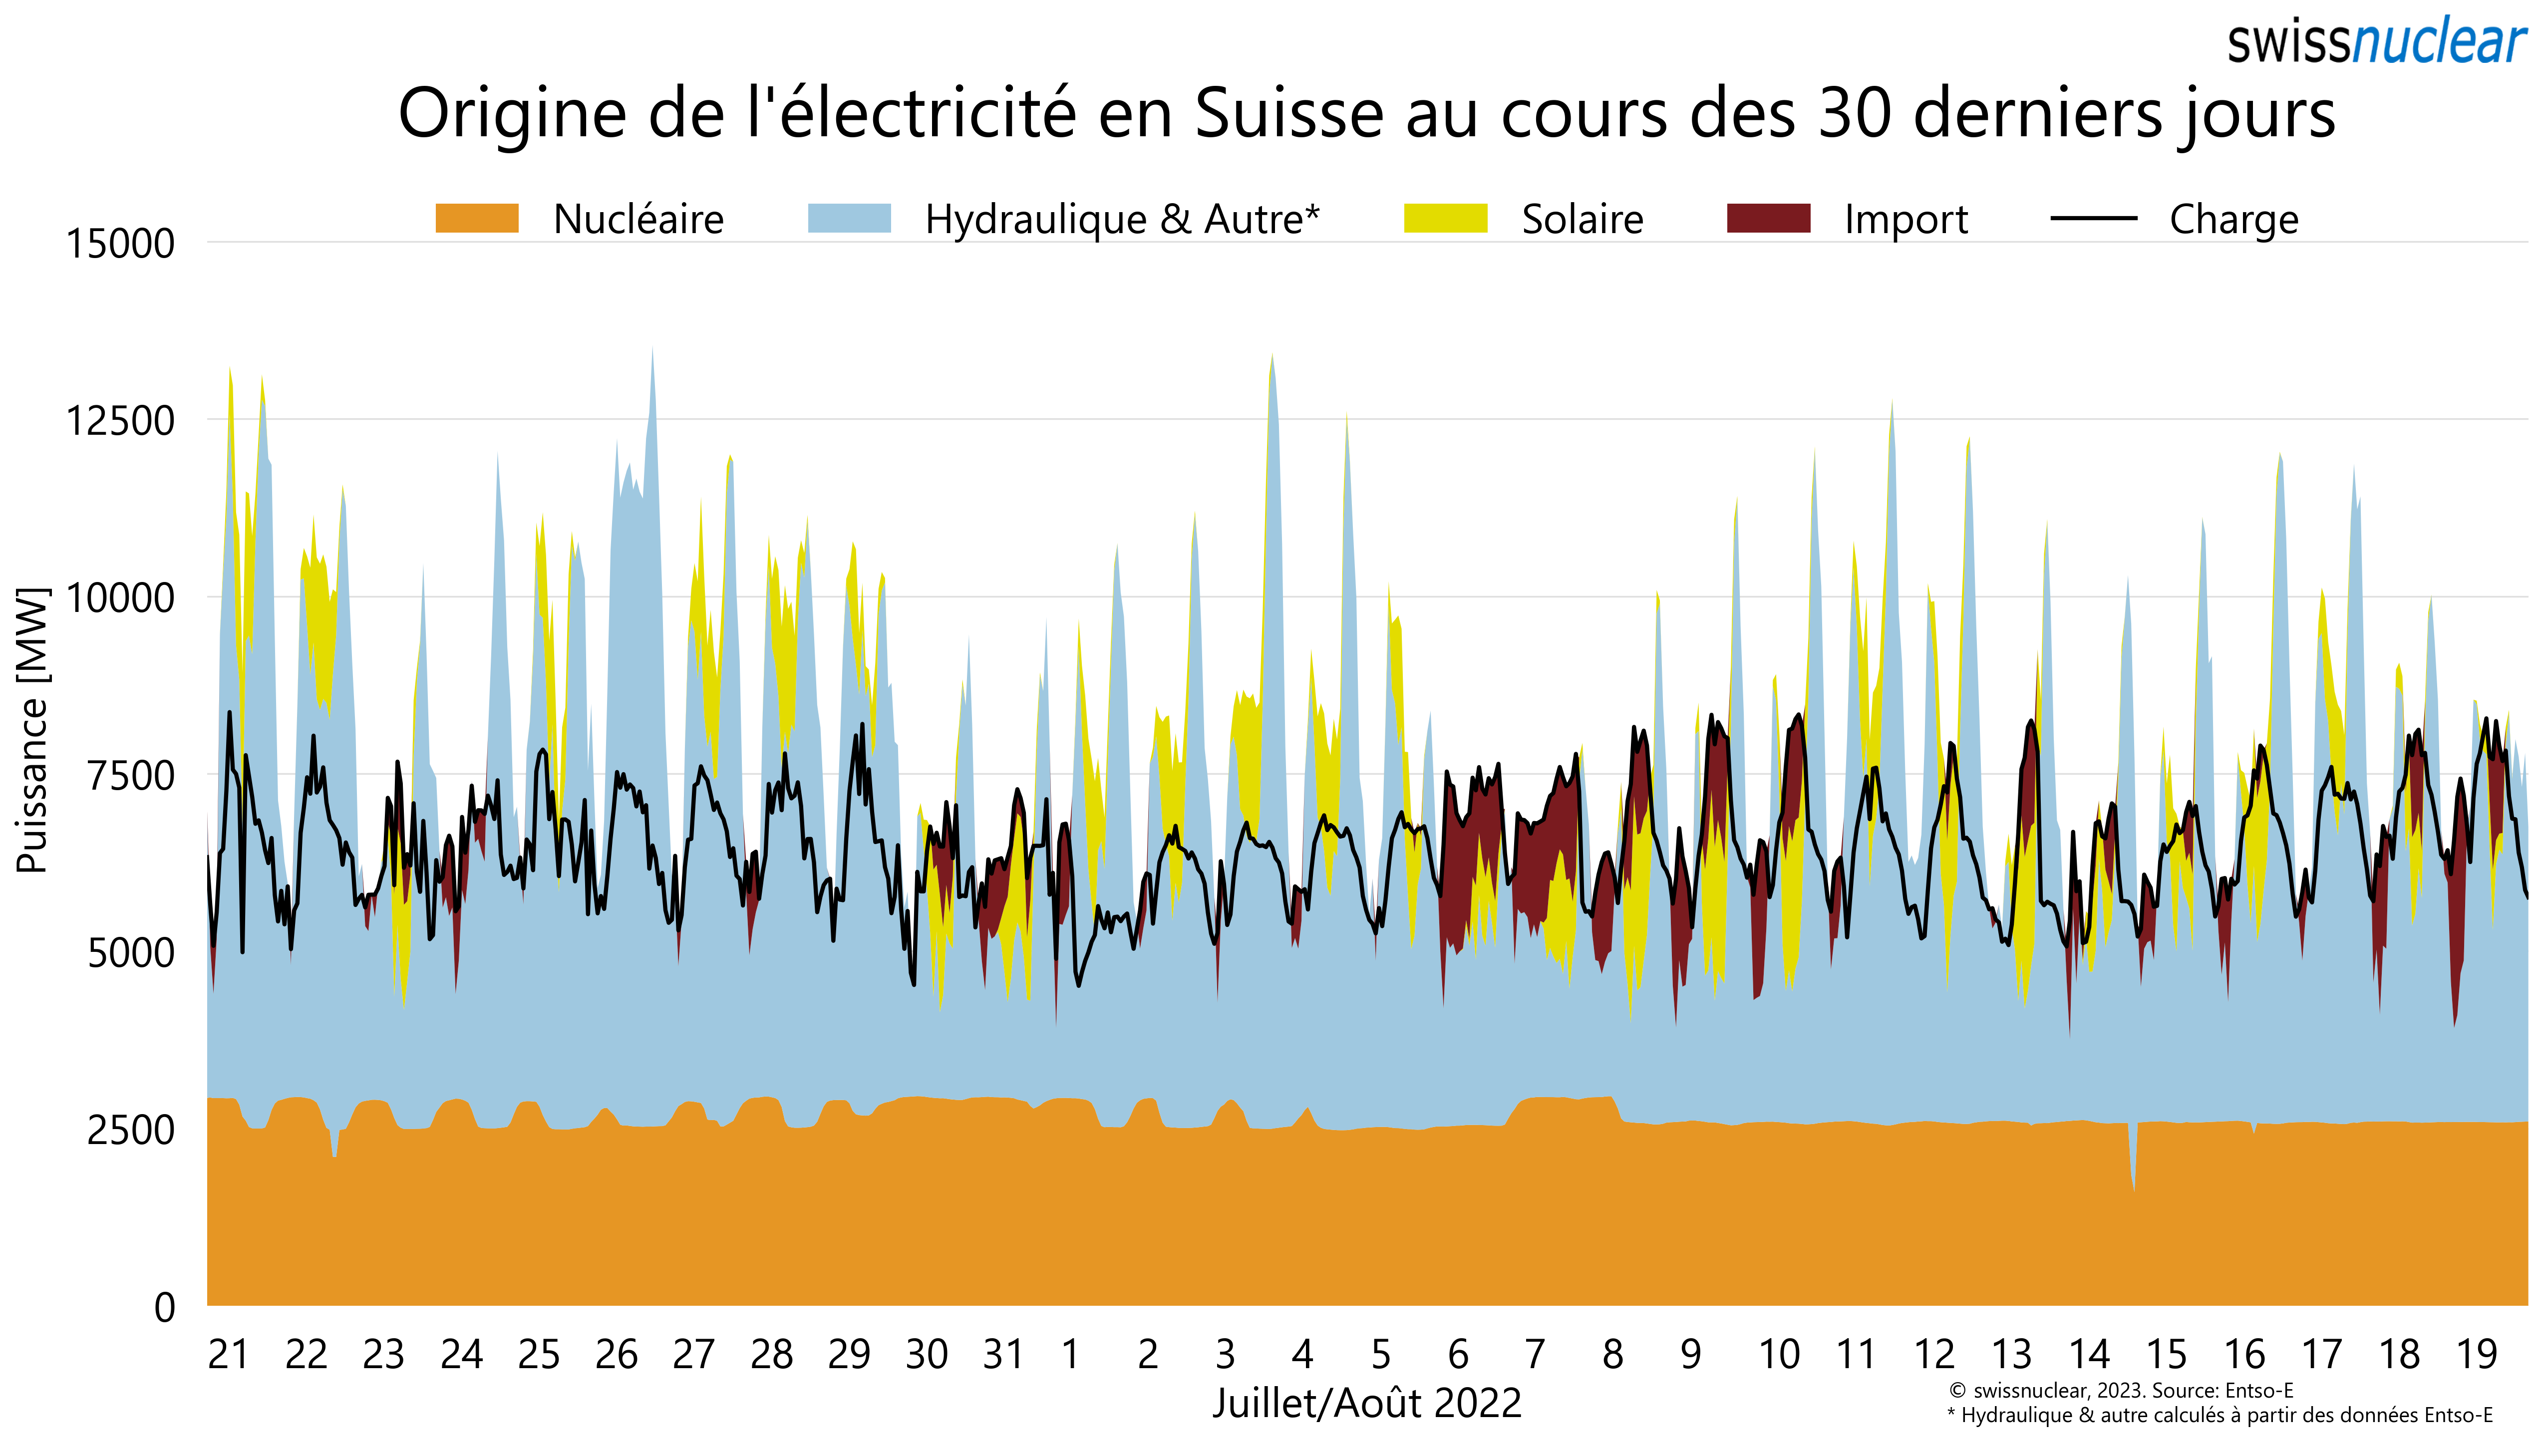 swissnuclear
Origine de l'électricité en Suisse au cours des 30 derniers jours
Nucléaire Hydraulique & Autre* Solaire Import Charge
15000
12500
10000
7500
5000
2500
0
Puissance [MW]
21 22 23 24 25 26 27 28 29 30 31 1 2 3 4 5 6 7 8 9 10 11 12 13 14 15 16 17 18 19
Juillet/Août 2022
© swissnuclear, 2023. Source: Entso-E
* Hydraulique & autre calculés à partir des données Entso-E